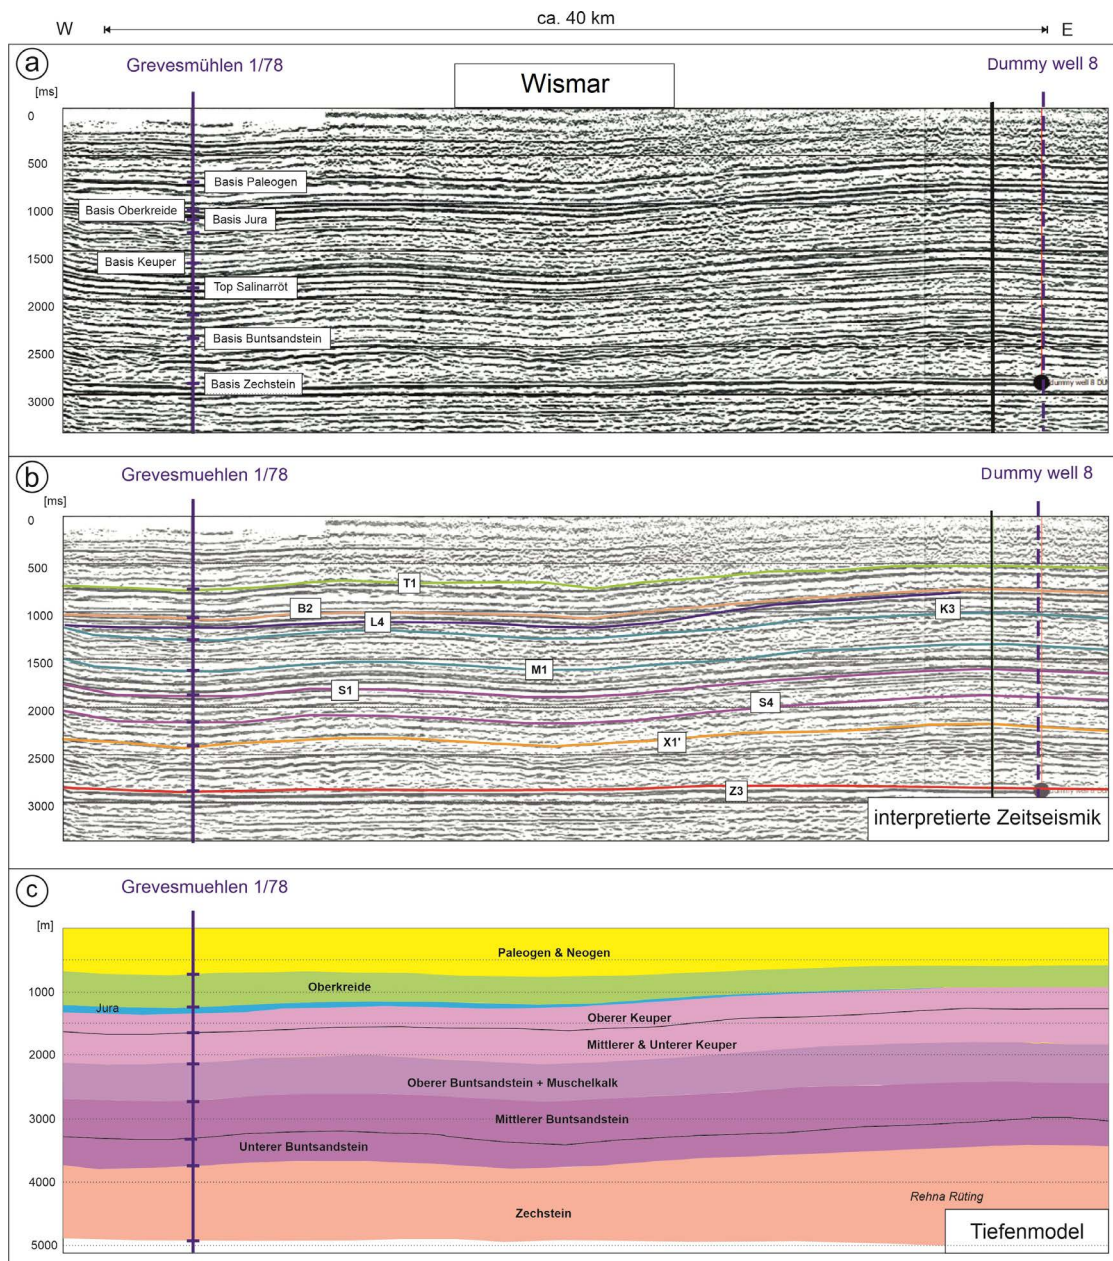 ca. 40 km
W E
a
Grevesmühlen 1/78 Wismar Dummy well 8
[ms]
0
500
Basis Paleogen
1000 Basis Oberkreide
Basis Jura
1500 Basis Keuper
Top Salinarröt
2000
Basis Buntsandstein
2500
Basis Zechstein
dummy well 8 DU
3000
b
Grevesmuehlen 1/78 Dummy well 8
[ms]
0
500
T1
1000 B2 K3
L4
1500 M1
S1
2000 S4
X1'
2500
Z3
3000
interpretierte Zeitseismik
c
Grevesmuehlen 1/78
[m]
Paleogen & Neogen
Oberkreide
1000
Jura
Oberer Keuper
Mittlerer & Unterer Keuper
2000
Oberer Buntsandstein + Muschelkalk
3000 Mittlerer Buntsandstein
Unterer Buntsandstein
4000
Rehna Rüting
Zechstein
Tiefenmodel
5000